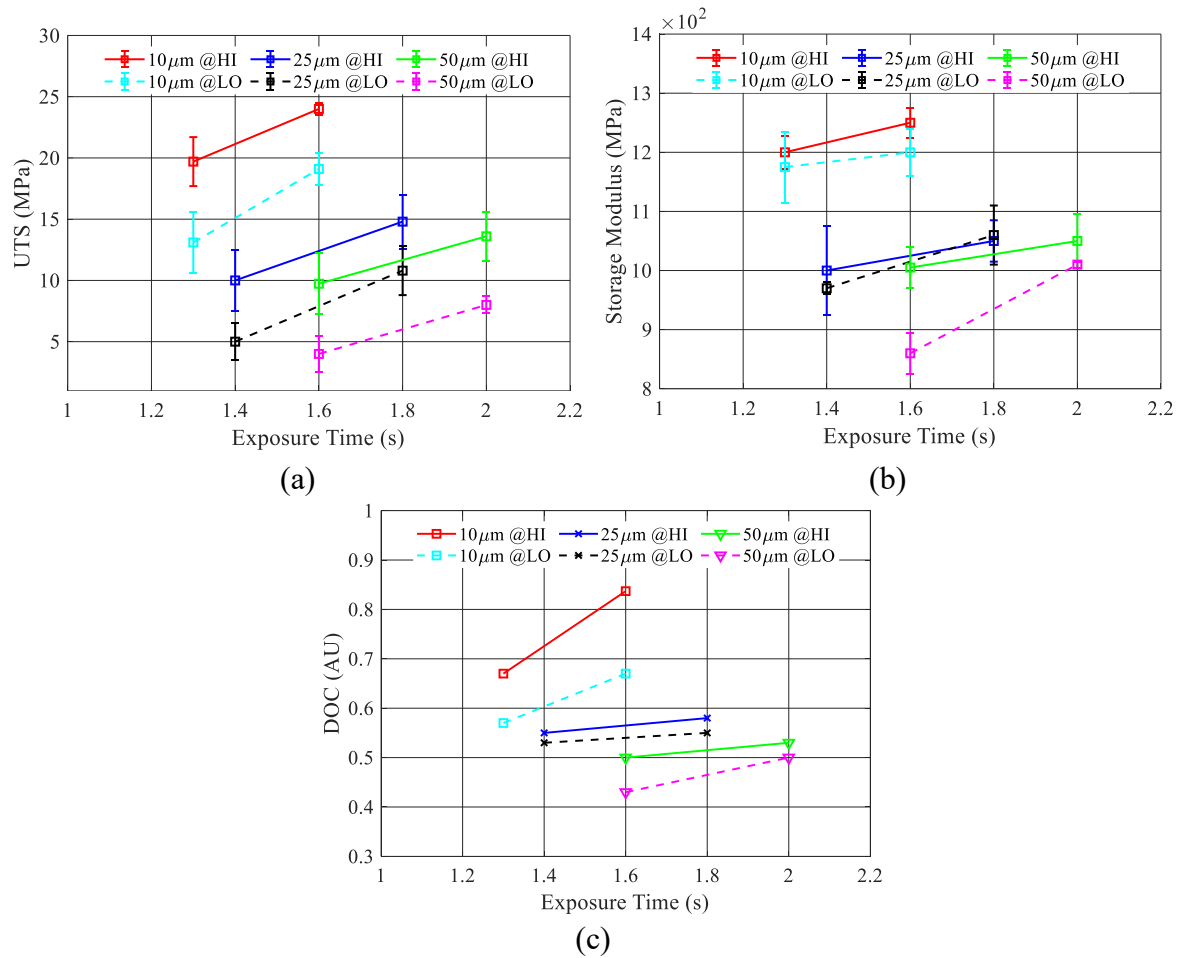 30
25
20
15
10
5
UTS (MPa)
10μm @HI 25μm @HI 50μm @HI
10μm @LO 25μm @LO 50μm @LO
1 1.2 1.4 1.6 1.8 2 2.2
Exposure Time (s)
(a)
×10²
14
13
12
11
10
9
8
Storage Modulus (MPa)
10μm @HI 25μm @HI 50μm @HI
10μm @LO 25μm @LO 50μm @LO
1 1.2 1.4 1.6 1.8 2 2.2
Exposure Time (s)
(b)
1
0.9
0.8
0.7
0.6
0.5
0.4
0.3
DOC (AU)
10μm @HI 25μm @HI 50μm @HI
10μm @LO 25μm @LO 50μm @LO
1 1.2 1.4 1.6 1.8 2 2.2
Exposure Time (s)
(c)